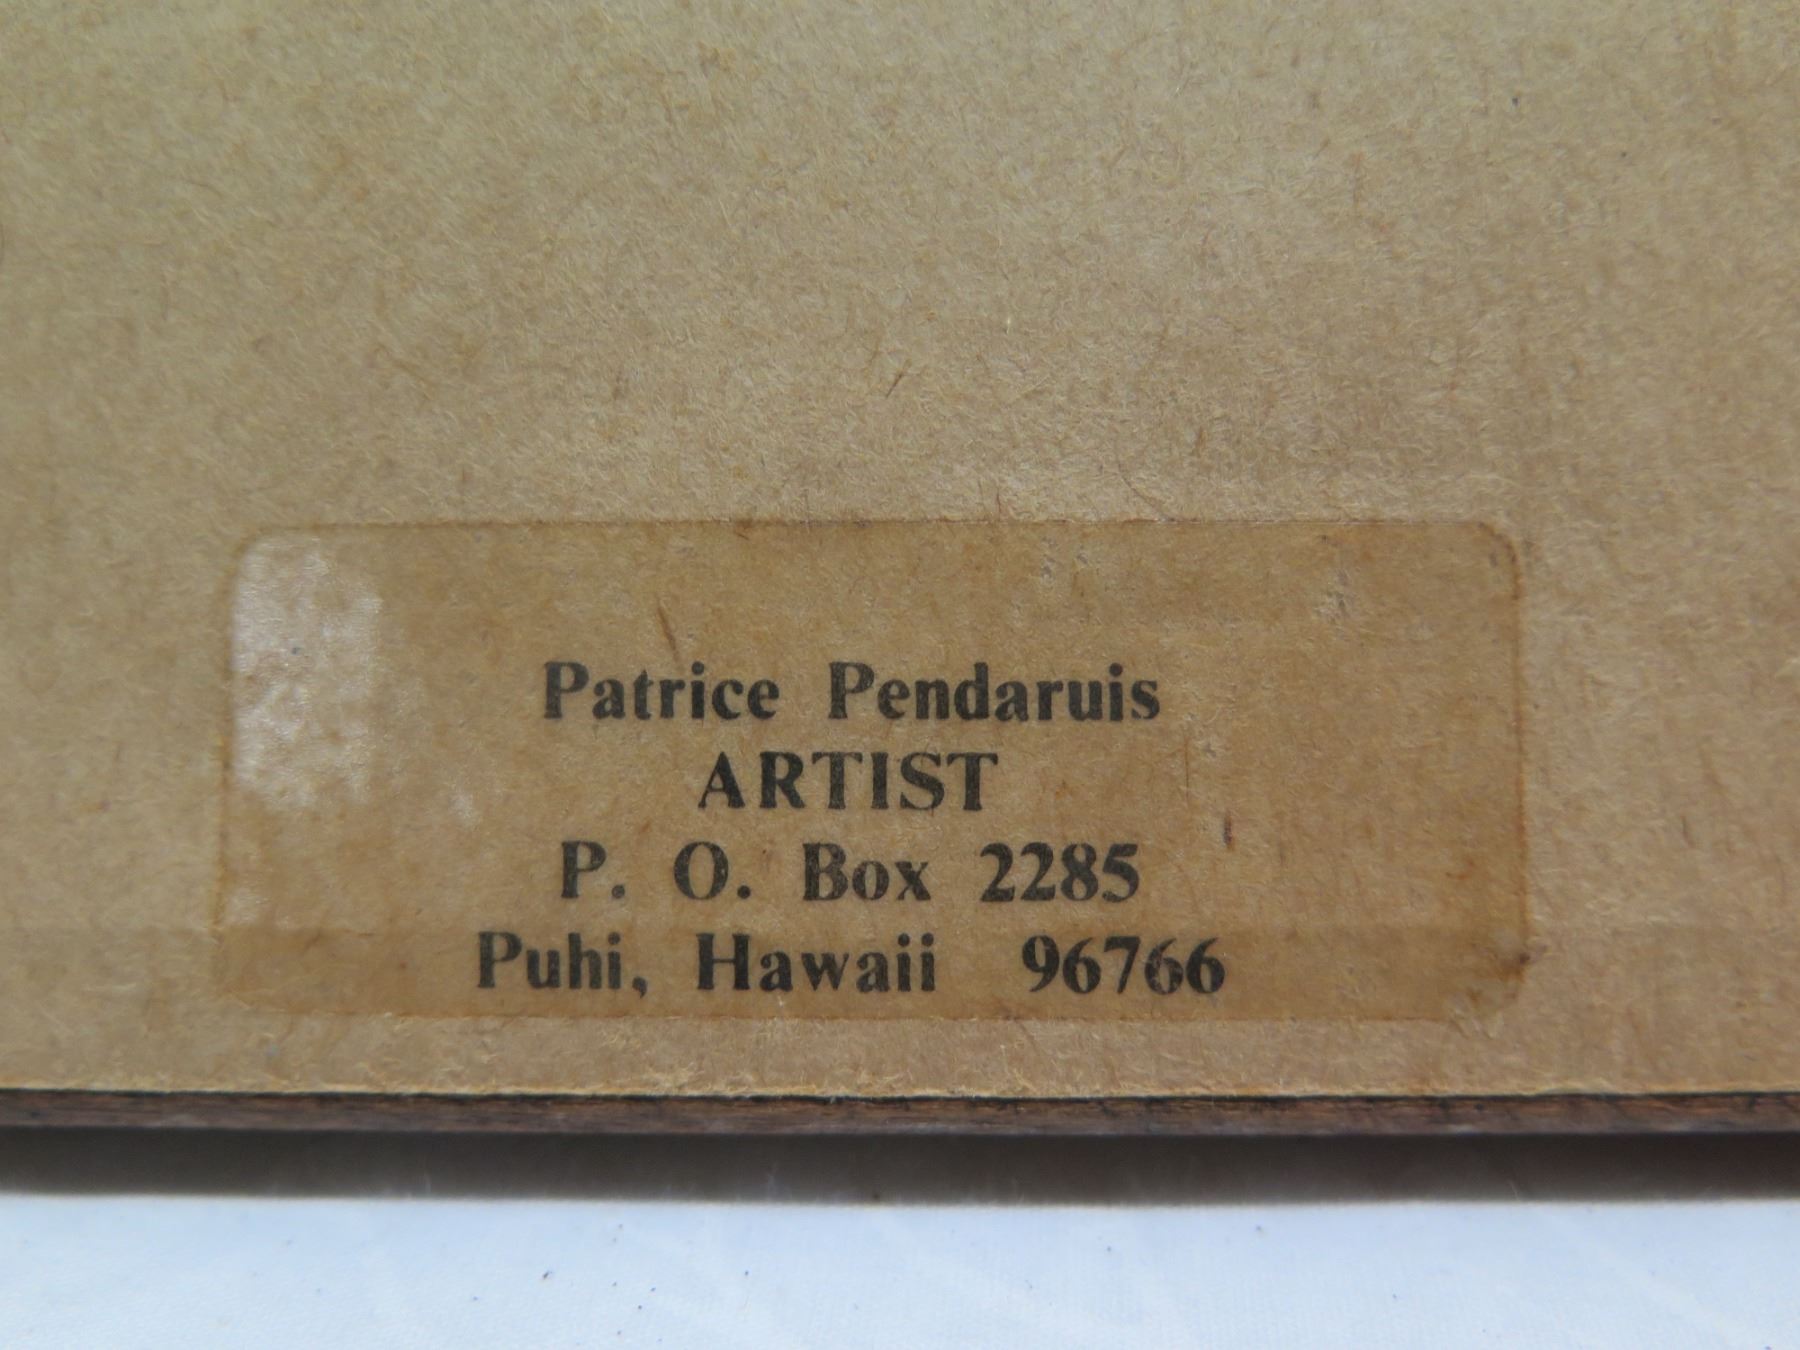 Patrice Pendaruis
ARTIST
P. O. Box 2285
Puhi, Hawaii 96766